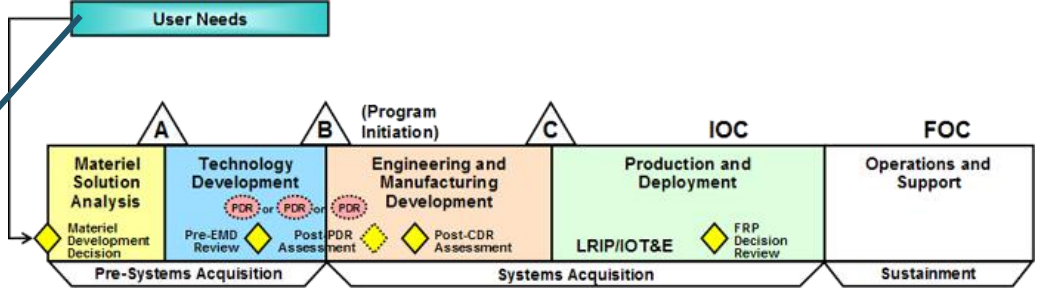 User Needs
A
B
(Program
Initiation)
C
IOC
FOC
Materiel
Solution
Analysis
Technology
Development
Engineering and
Manufacturing
Development
Production and
Deployment
Operations and
Support
PDR or PDR or PDR
Materiel
Development
Decision
Pre-EMD
Review
Post-PDR
Assessment
Post-CDR
Assessment
LRIP/IOT&E
FRP
Decision
Review
Pre-Systems Acquisition
Systems Acquisition
Sustainment